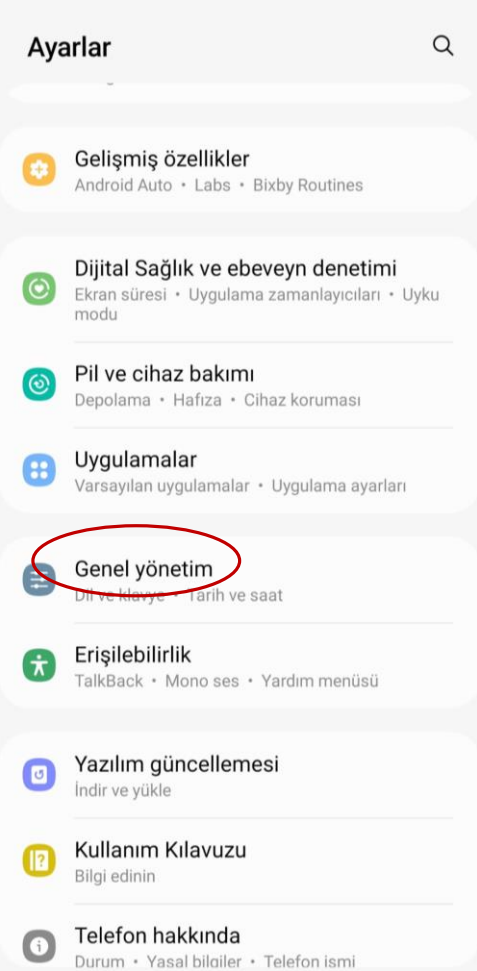 Ayarlar
Gelişmiş özellikler
Android Auto • Labs • Bixby Routines
Dijital Sağlık ve ebeveyn denetimi
Ekran süresi • Uygulama zamanlayıcıları • Uyku
modu
Pil ve cihaz bakımı
Depolama • Hafıza • Cihaz koruması
Uygulamalar
Varsayılan uygulamalar • Uygulama ayarları
Genel yönetim
Dil ve klavye • Tarih ve saat
Erişilebilirlik
TalkBack • Mono ses • Yardım menüsü
Yazılım güncellemesi
İndir ve yükle
Kullanım Kılavuzu
Bilgi edinin
Telefon hakkında
Durum • Yasal bilgiler • Telefon ismi